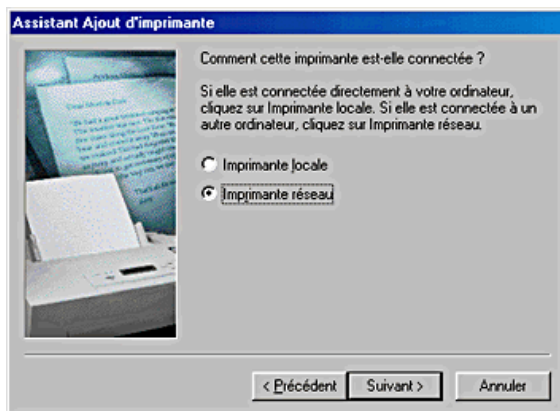 Assistant Ajout d'imprimante
Comment cette imprimante est-elle connectée ?
Si elle est connectée directement à votre ordinateur,
cliquez sur Imprimante locale. Si elle est connectée à un
autre ordinateur, cliquez sur Imprimante réseau.
Imprimante locale
Imprimante réseau
< Précédent
Suivant >
Annuler